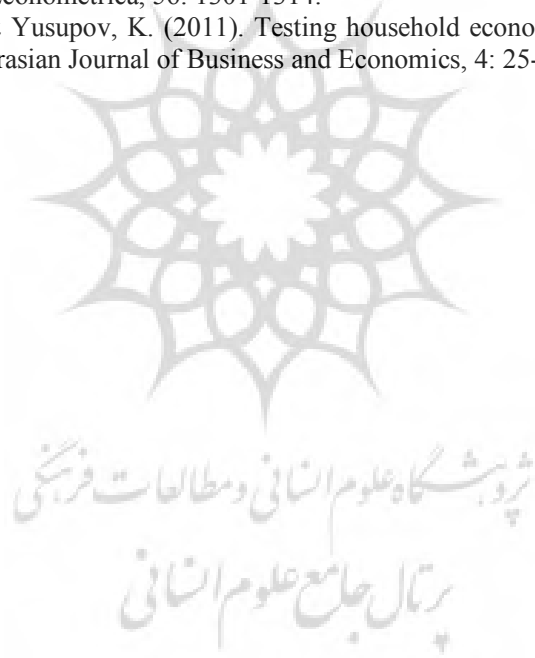 Econometrica, 56: 1301-1314.
Yusupov, K. (2011). Testing household econo
rasian Journal of Business and Economics, 4: 25-
پژوهشگاه علوم انسانی و مطالعات فرهنگی
پرتال جامع علوم انسانی